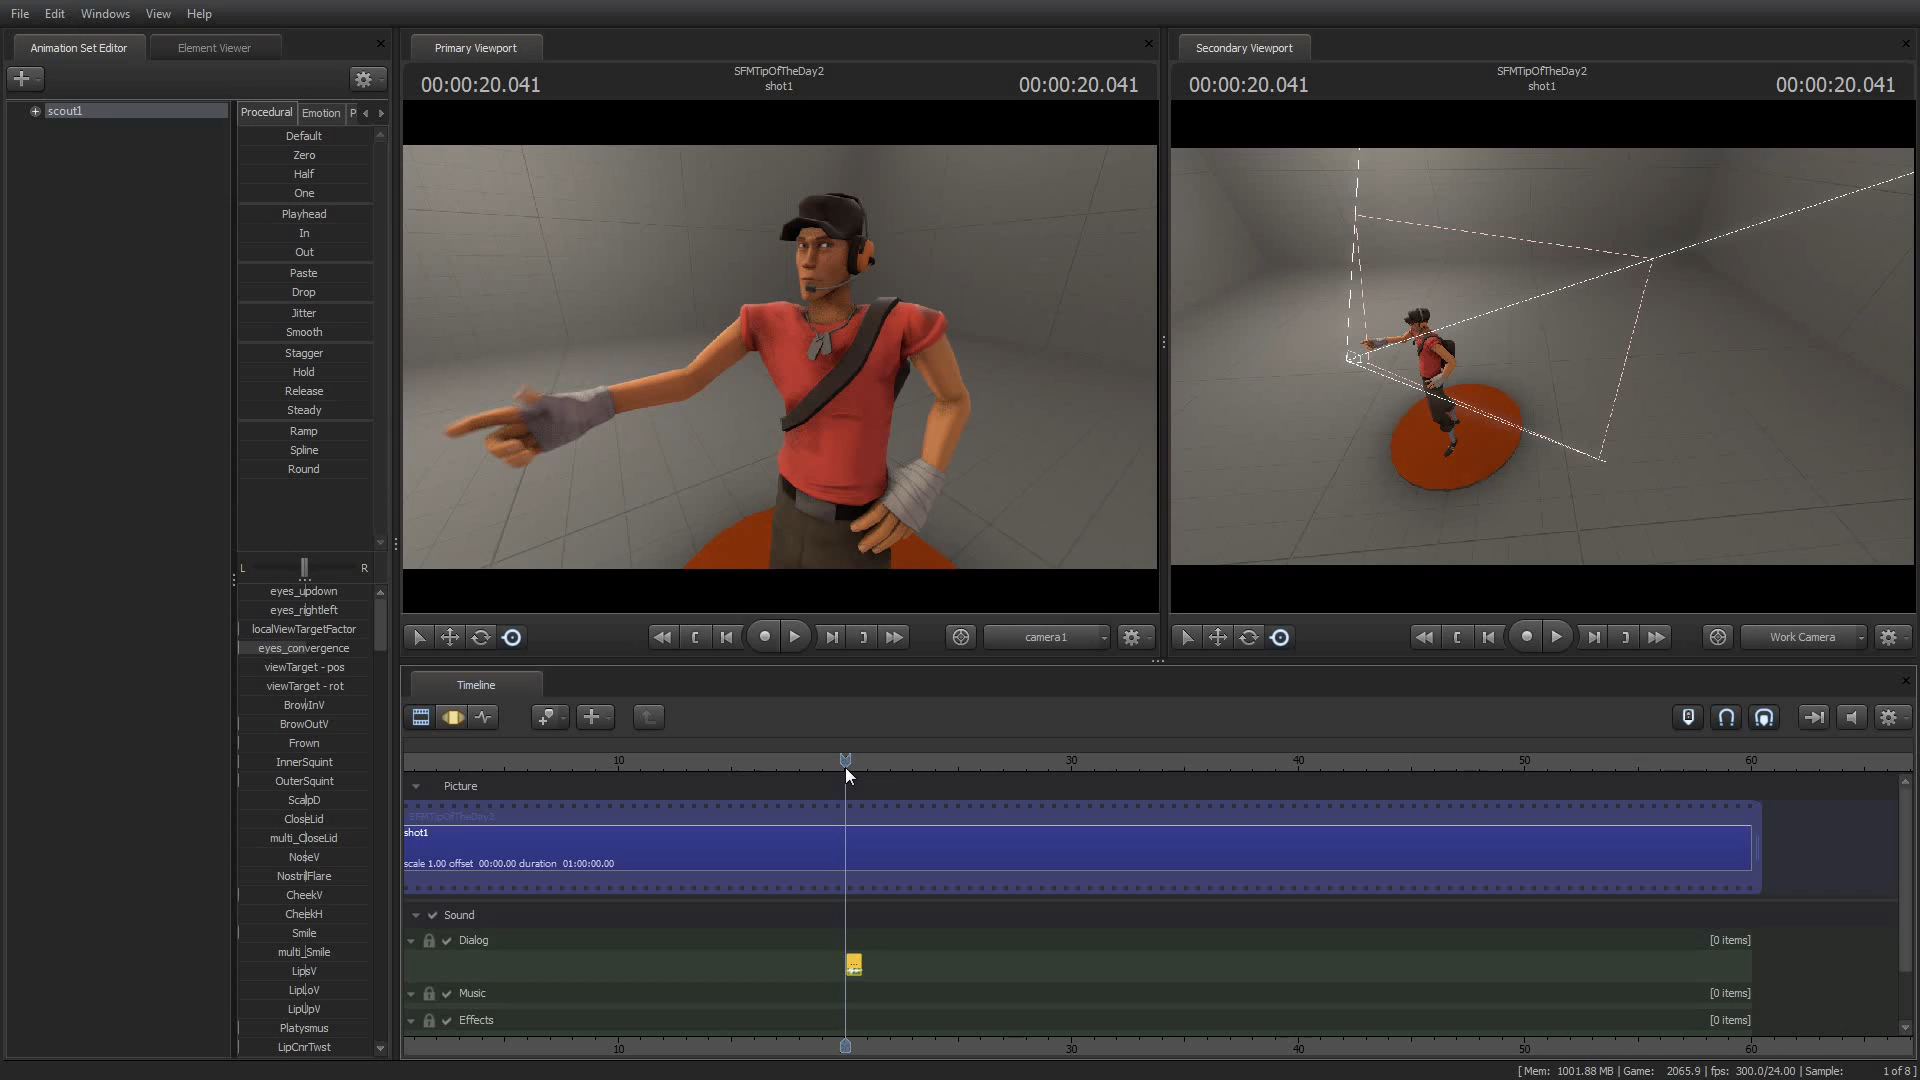 File Edit Windows View Help
Animation Set Editor
Element Viewer
scout1
Procedural Emotion P
Default
Zero
Half
One
Playhead
In
Out
Paste
Drop
Jitter
Smooth
Stagger
Hold
Release
Steady
Ramp
Spline
Round
L R
eyes_updown
eyes_rightleft
localViewTargetFactor
eyes_convergence
viewTarget - pos
viewTarget - rot
BrowInV
BrowOutV
Frown
InnerSquint
OuterSquint
ScalpD
CloseLid
multi_CloseLid
NoseV
NostrilFlare
CheekV
CheekH
Smile
multi_Smile
LipsV
LipLoV
LipUpV
Platysmus
LipCnrTwst
Primary Viewport
00:00:20.041
SFMTipOfTheDay2
shot1
00:00:20.041
camera1
Secondary Viewport
00:00:20.041
SFMTipOfTheDay2
shot1
00:00:20.041
Work Camera
Timeline
10 30 40 50 60
Picture
SFMTipOfTheDay2
shot1
scale 1.00 offset 00:00.00 duration 01:00:00.00
Sound
Dialog [0 items]
Music [0 items]
Effects [0 items]
10 30 40 50 60
[ Mem: 1001.88 MB | Game: 2065.9 | fps: 300.0/24.00 | Sample: 1 of 8 ]